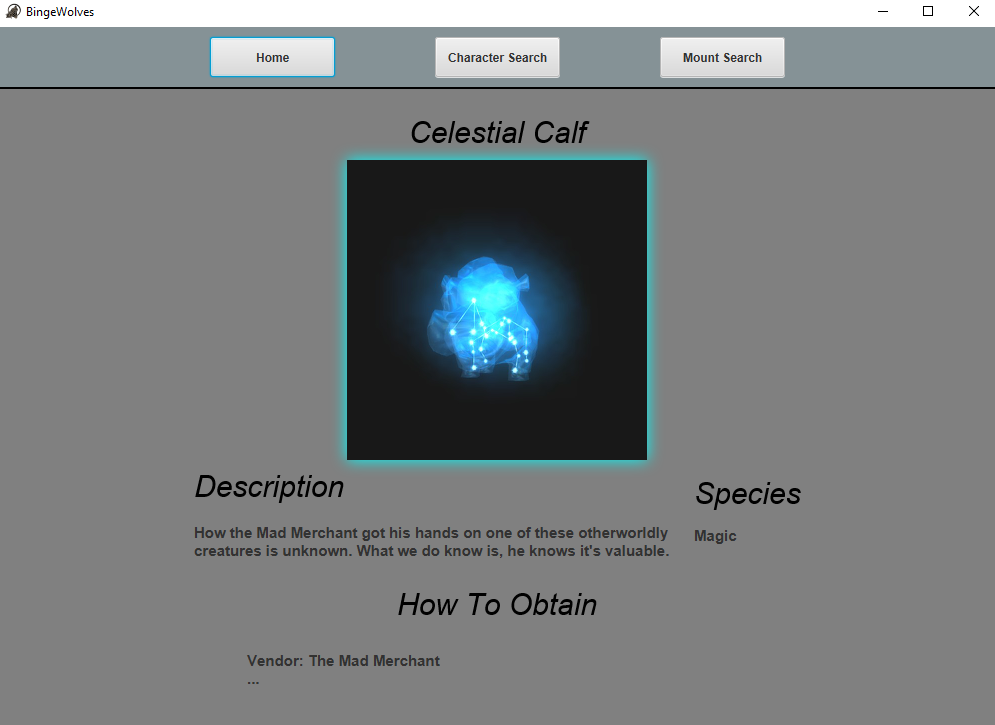 BingeWolves
Home
Character Search
Mount Search
Celestial Calf
Description
How the Mad Merchant got his hands on one of these otherworldly
creatures is unknown. What we do know is, he knows it's valuable.
Species
Magic
How To Obtain
Vendor: The Mad Merchant
...